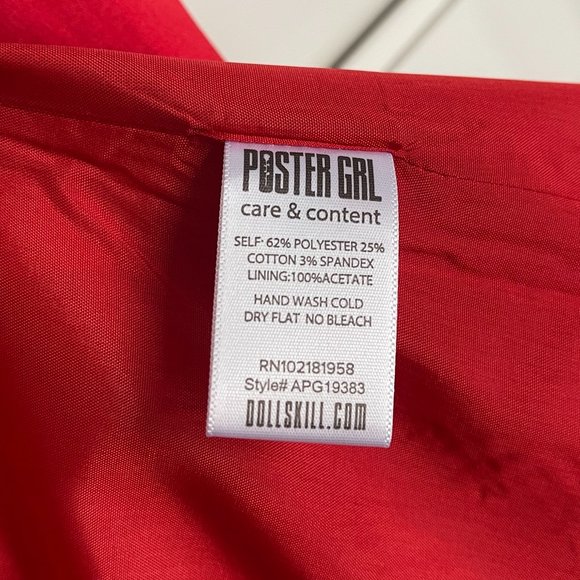 POSTER GRL
care & content
SELF: 62% POLYESTER 25%
COTTON 3% SPANDEX
LINING:100%ACETATE
HAND WASH COLD
DRY FLAT NO BLEACH
RN102181958
Style# APG19383
DOLLSKILL.COM